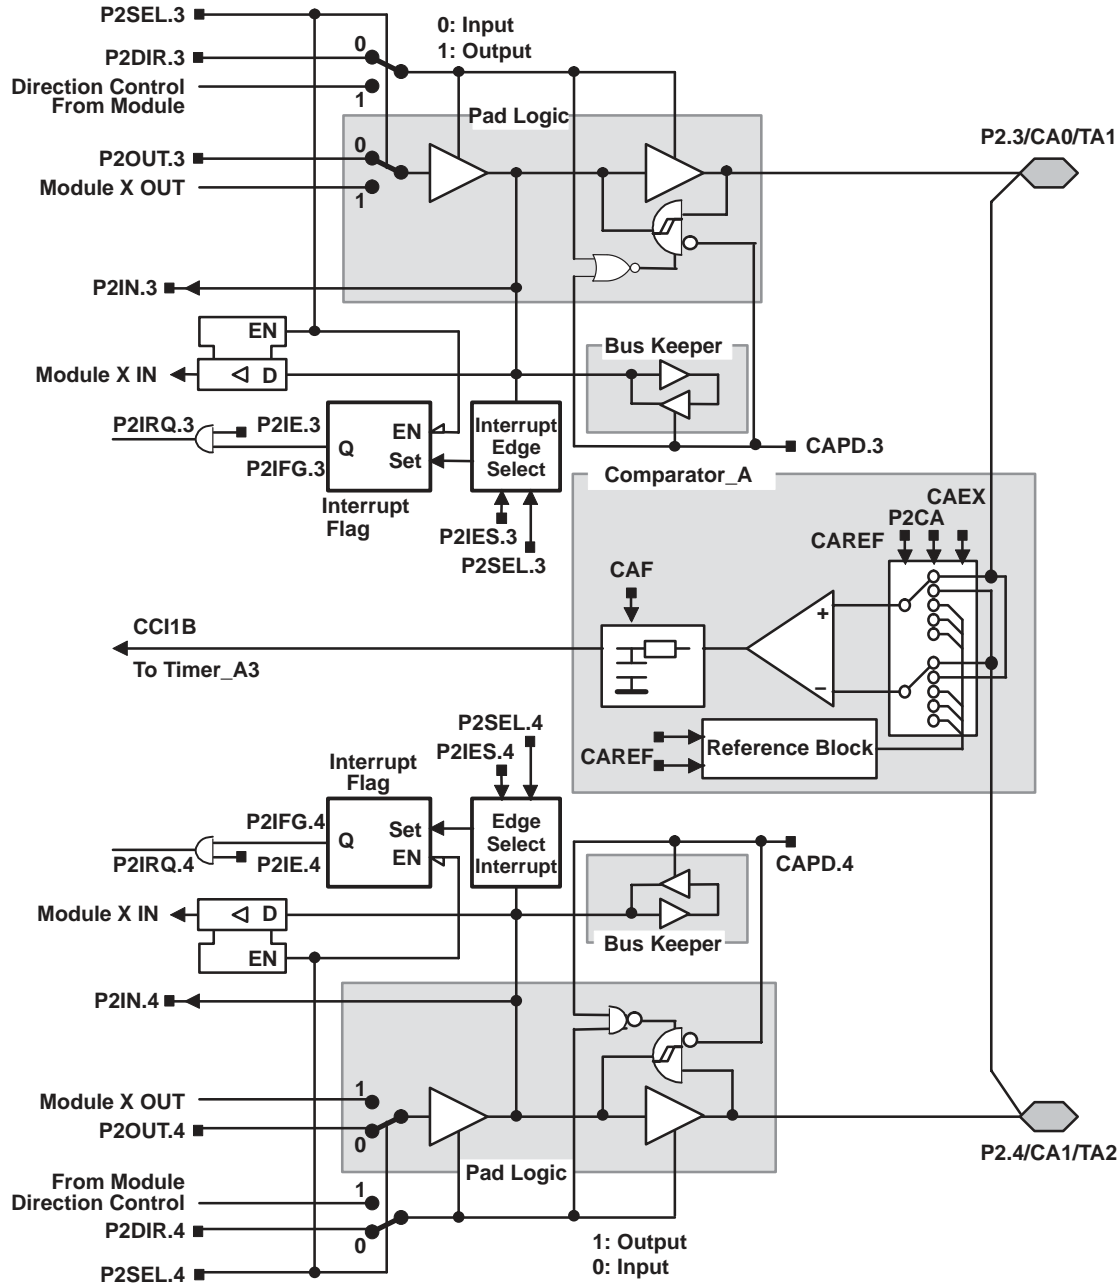 P2SEL.3
0: Input
1: Output
P2DIR.3
0
Direction Control
From Module
1
Pad Logic
P2.3/CA0/TA1
P2OUT.3
0
Module X OUT
1
P2IN.3
EN
Bus Keeper
Module X IN
D
P2IRQ.3
P2IE.3
P2IFG.3
Q
EN
Set
Interrupt
Edge
Select
CAPD.3
Interrupt
Flag
P2IES.3
P2SEL.3
Comparator_A
CAEX
P2CA
CAREF
CAF
CCI1B
To Timer_A3
+
−
P2SEL.4
P2IES.4
CAREF
Reference Block
Interrupt
Flag
P2IFG.4
P2IRQ.4
P2IE.4
Q
Set
EN
Edge
Select
Interrupt
CAPD.4
Module X IN
D
EN
Bus Keeper
P2IN.4
Module X OUT
1
P2OUT.4
0
Pad Logic
P2.4/CA1/TA2
From Module
Direction Control
1
P2DIR.4
0
1: Output
0: Input
P2SEL.4